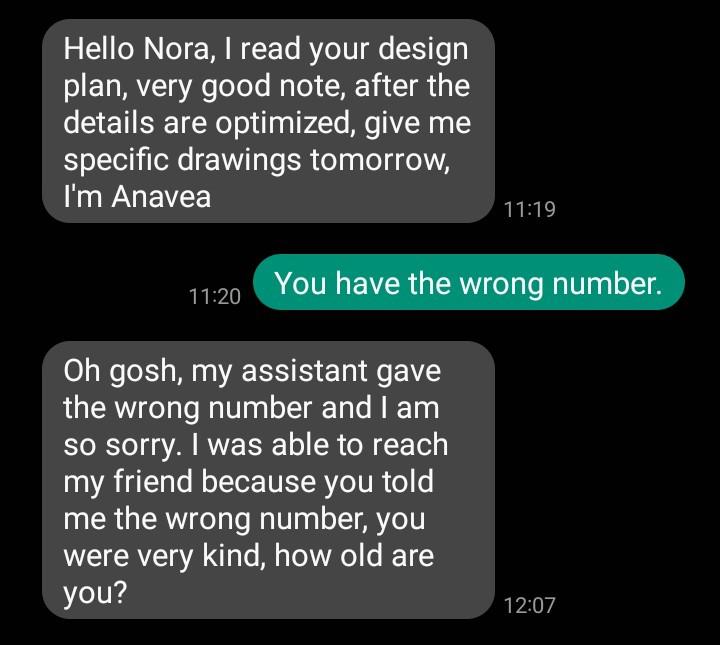 Hello Nora, I read your design
plan, very good note, after the
details are optimized, give me
specific drawings tomorrow,
I'm Anavea
11:19
You have the wrong number.
11:20
Oh gosh, my assistant gave
the wrong number and I am
so sorry. I was able to reach
my friend because you told
me the wrong number, you
were very kind, how old are
you?
12:07